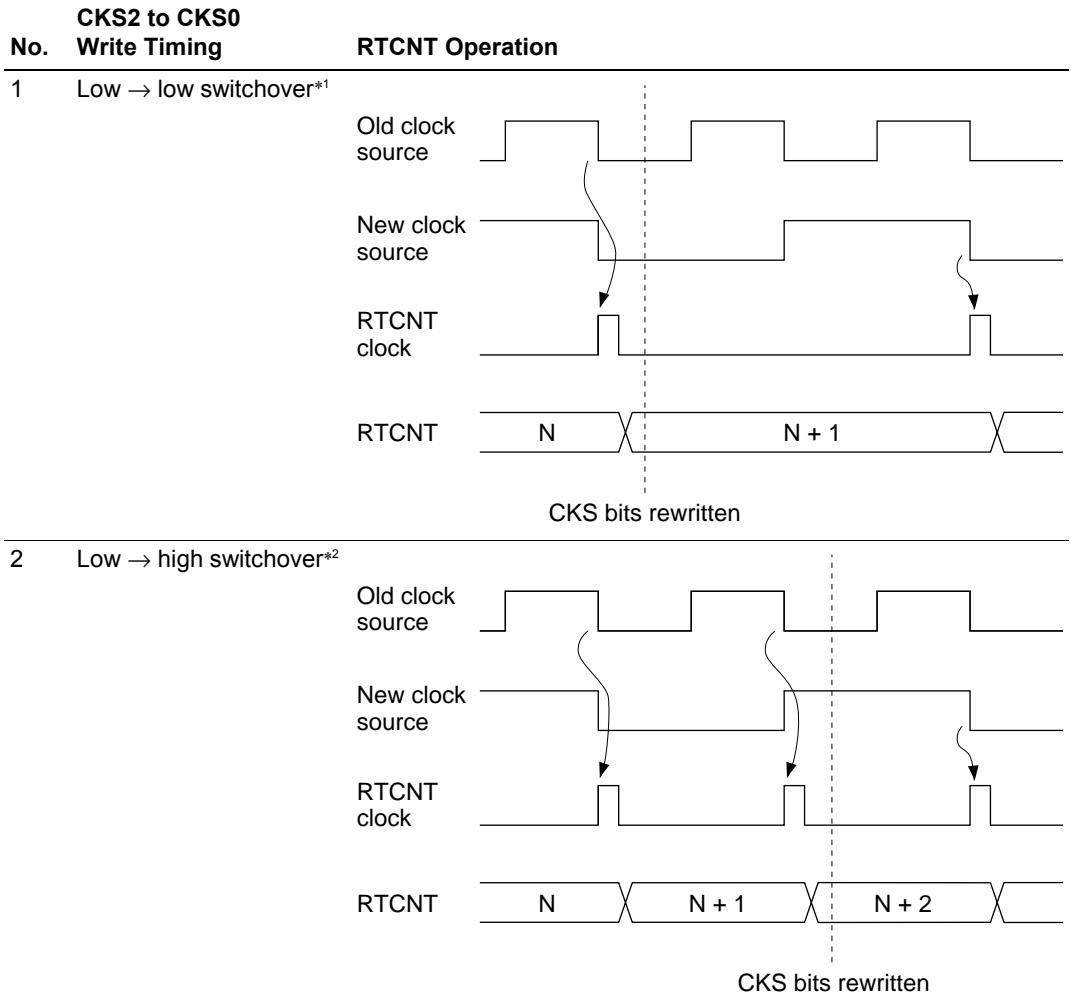 CKS2 to CKS0
No. Write Timing RTCNT Operation
1 Low → low switchover*1
Old clock
source
New clock
source
RTCNT
clock
RTCNT N N + 1
CKS bits rewritten
2 Low → high switchover*2
Old clock
source
New clock
source
RTCNT
clock
RTCNT N N + 1 N + 2
CKS bits rewritten